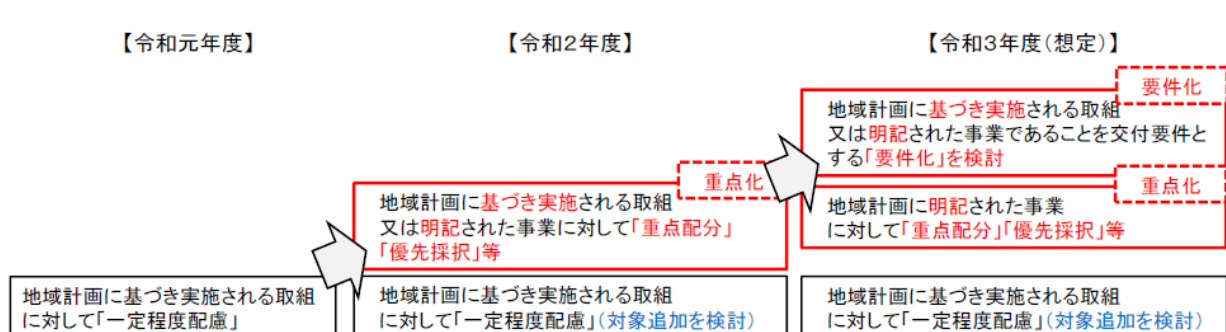 【令和元年度】
【令和2年度】
【令和3年度(想定)】
要件化
地域計画に基づき実施される取組
又は明記された事業であることを交付要件と
する「要件化」を検討
重点化
地域計画に明記された事業
に対して「重点配分」「優先採択」等
重点化
地域計画に基づき実施される取組
又は明記された事業に対して「重点配分」
「優先採択」等
地域計画に基づき実施される取組
に対して「一定程度配慮」
地域計画に基づき実施される取組
に対して「一定程度配慮」(対象追加を検討)
地域計画に基づき実施される取組
に対して「一定程度配慮」(対象追加を検討)